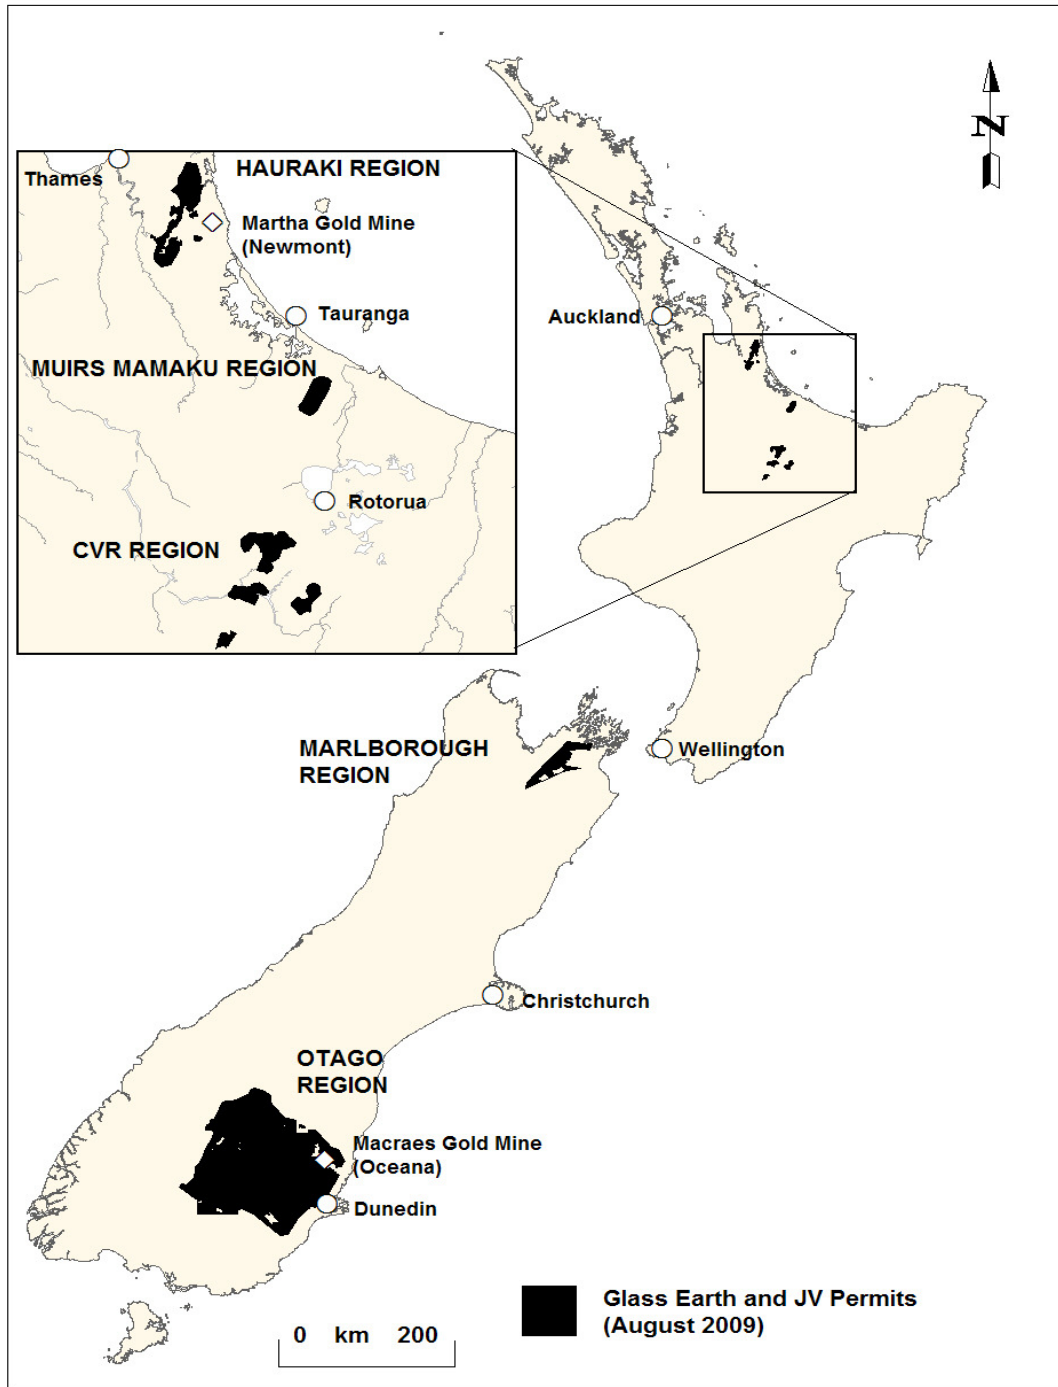 N
HAURAKI REGION
Thames
Martha Gold Mine
(Newmont)
Tauranga
Auckland
MUIRS MAMAKU REGION
Rotorua
CVR REGION
MARLBOROUGH
REGION
Wellington
Christchurch
OTAGO
REGION
Macraes Gold Mine
(Oceana)
Dunedin
Glass Earth and JV Permits
(August 2009)
0 km 200